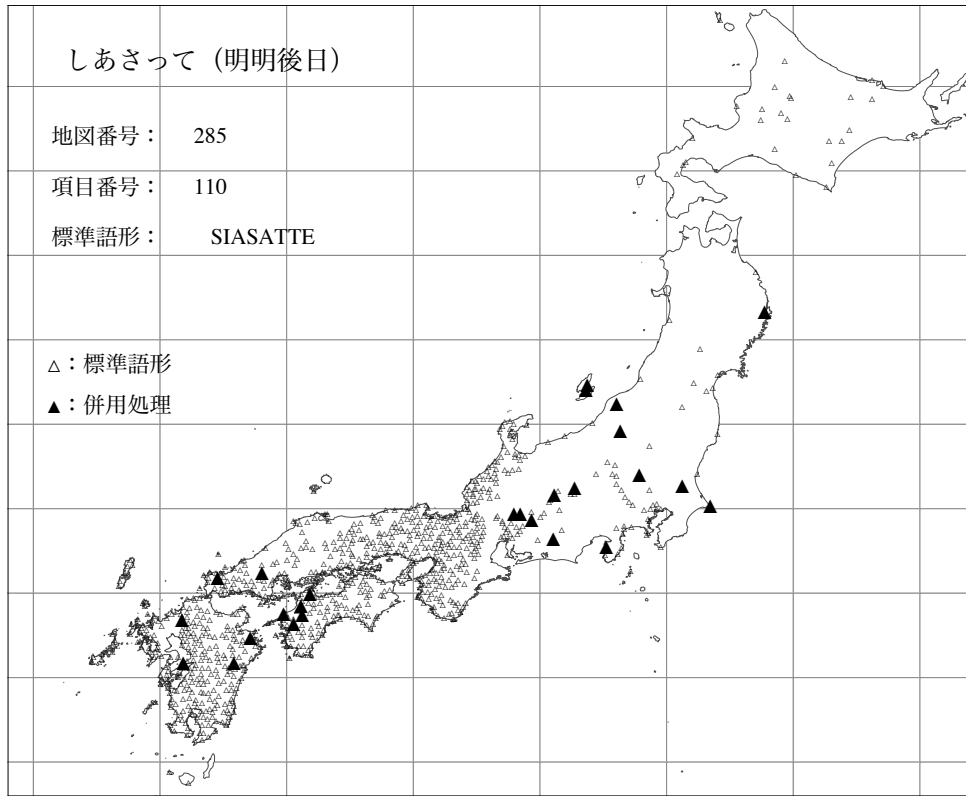 しあさって（明明後日）
地図番号： 285
項目番号： 110
標準語形： SIASATTE
△：標準語形
▲：併用処理